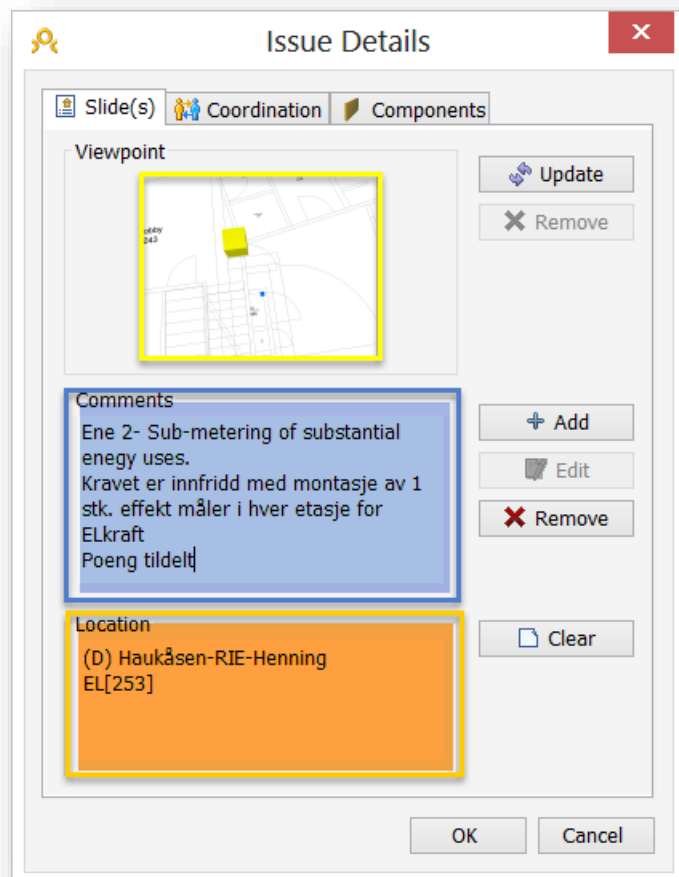 Issue Details
Slide(s) Coordination Components
Viewpoint
Update
Remove
Comments
Ene 2- Sub-metering of substantial
enegy uses.
Kravet er innfridd med montasje av 1
stk. effekt måler i hver etasje for
ELkraft
Poeng tildelt
Add
Edit
Remove
Location
(D) Haukåsen-RIE-Henning
EL[253]
Clear
OK Cancel